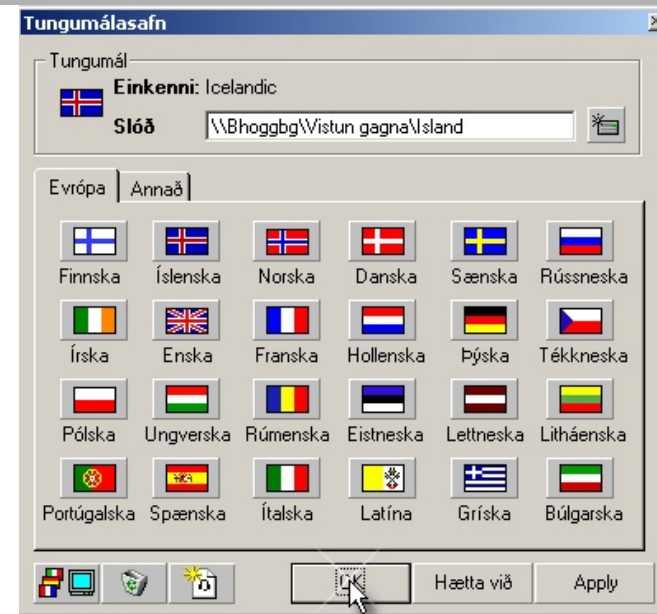 Tungumálasafn
Tungumál
Einkenni: Icelandic
Slóð \\Bhoggbg\Vistun gagna\Island
Evrópa Annað
Finnska Íslenska Norska Danska Sænska Rússneska
Írska Enska Franska Hollenska Þýska Tékkneska
Pólska Ungverska Rúmenska Eistneska Lettneska Litháenska
Portúgalska Spænska Ítalska Latína Gríska Búlgarska
OK Hætta við Apply